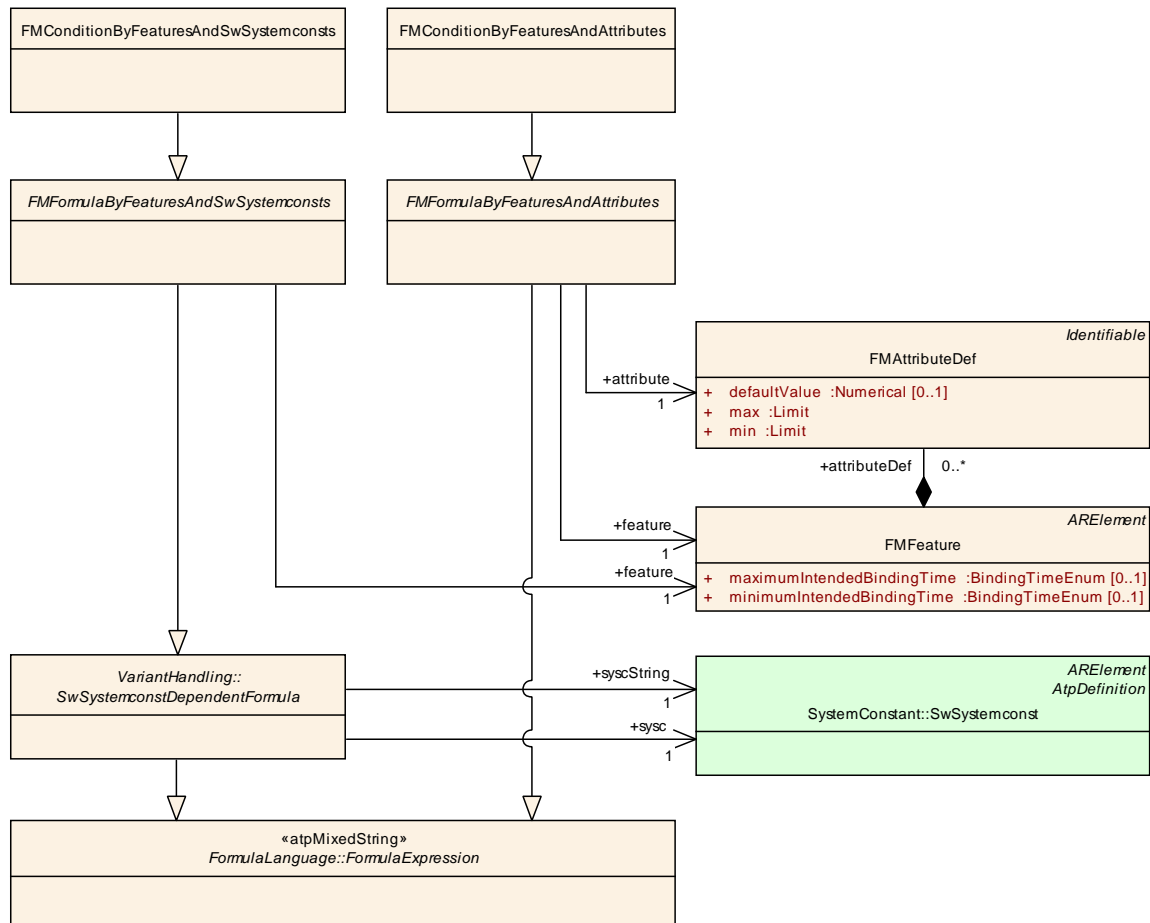 FMConditionByFeaturesAndSwSystemconsts
FMConditionByFeaturesAndAttributes
FMFormulaByFeaturesAndSwSystemconsts
FMFormulaByFeaturesAndAttributes
Identifiable
FMAttributeDef
+ defaultValue :Numerical [0..1]
+ max :Limit
+ min :Limit
+attribute
1
+attributeDef 0..*
ARElement
FMFeature
+ maximumIntendedBindingTime :BindingTimeEnum [0..1]
+ minimumIntendedBindingTime :BindingTimeEnum [0..1]
+feature
1
+feature
1
VariantHandling::
SwSystemconstDependentFormula
+syscString
1
+sysc
1
ARElement
AtpDefinition
SystemConstant::SwSystemconst
«atpMixedString»
FormulaLanguage::FormulaExpression